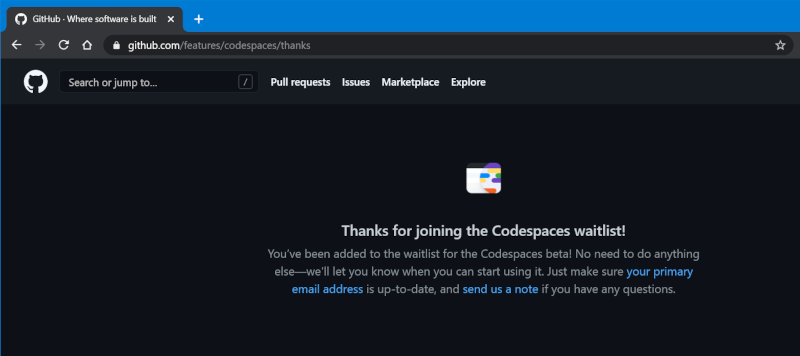 GitHub · Where software is built
github.com/features/codespaces/thanks
Search or jump to... / Pull requests Issues Marketplace Explore
Thanks for joining the Codespaces waitlist!
You've been added to the waitlist for the Codespaces beta! No need to do anything
else—we'll let you know when you can start using it. Just make sure your primary
email address is up-to-date, and send us a note if you have any questions.